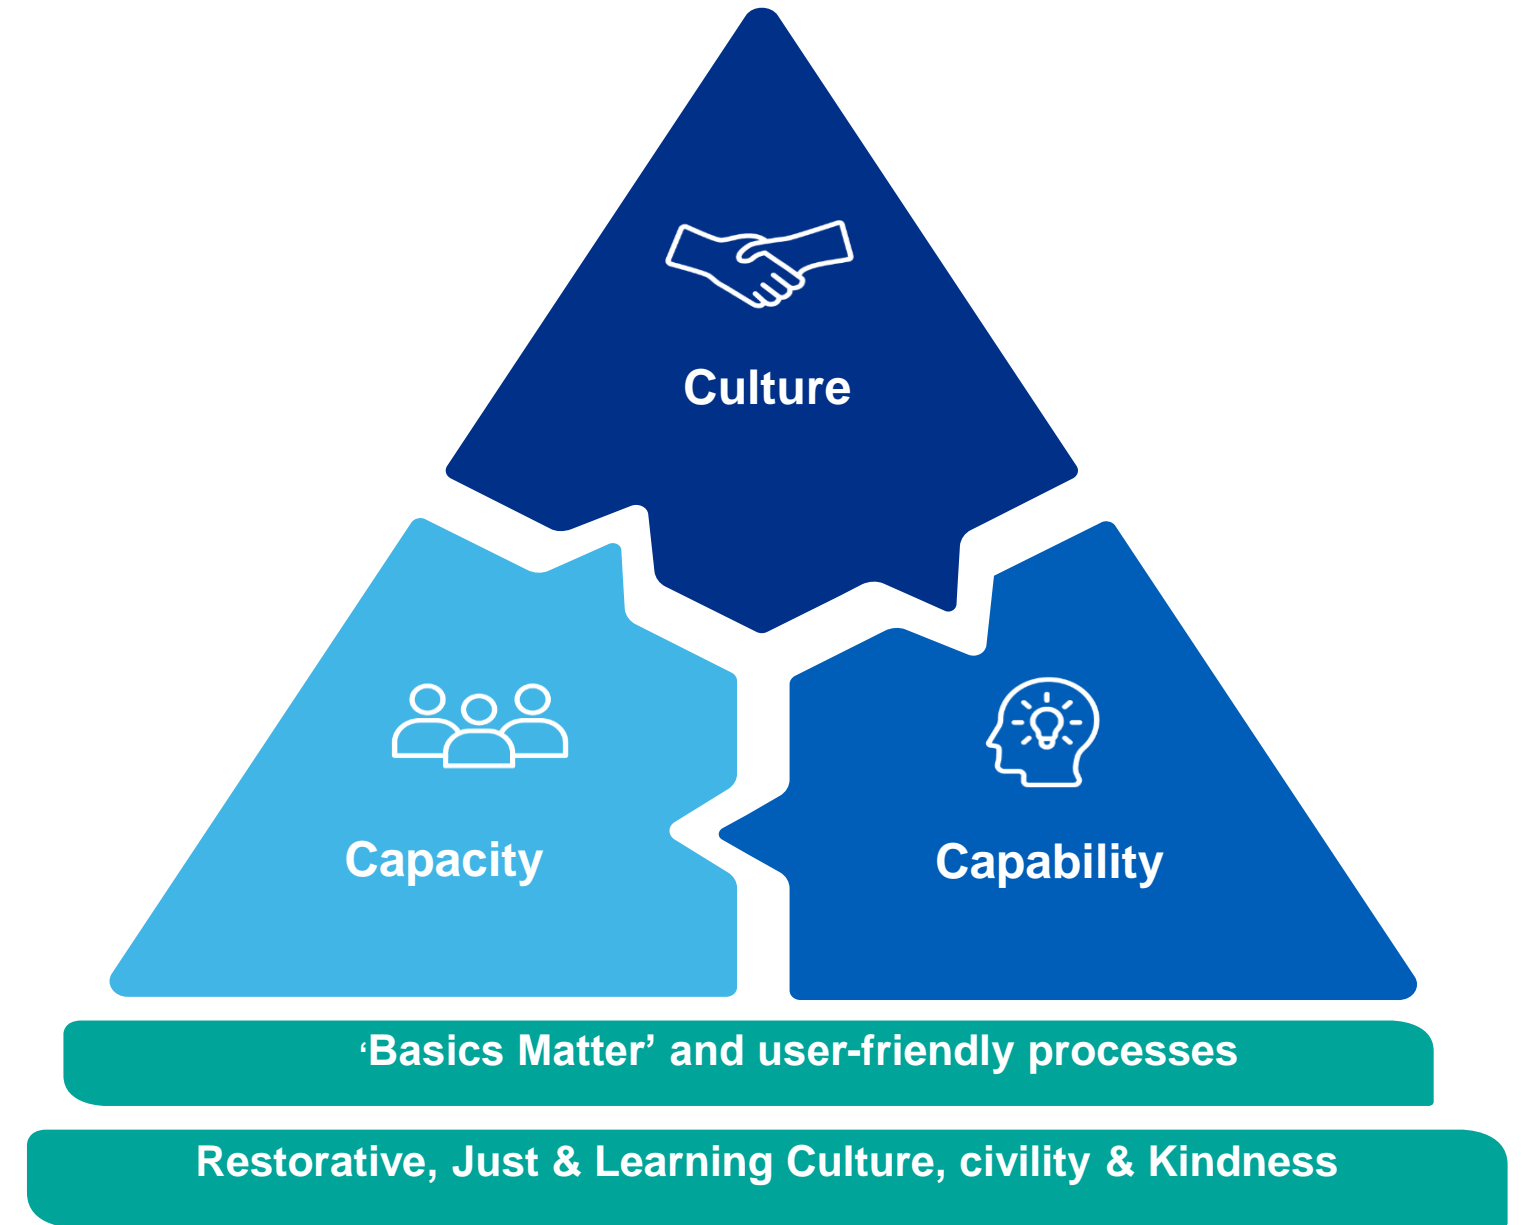 Culture
Capacity
Capability
‘Basics Matter’ and user-friendly processes
Restorative, Just & Learning Culture, civility & Kindness